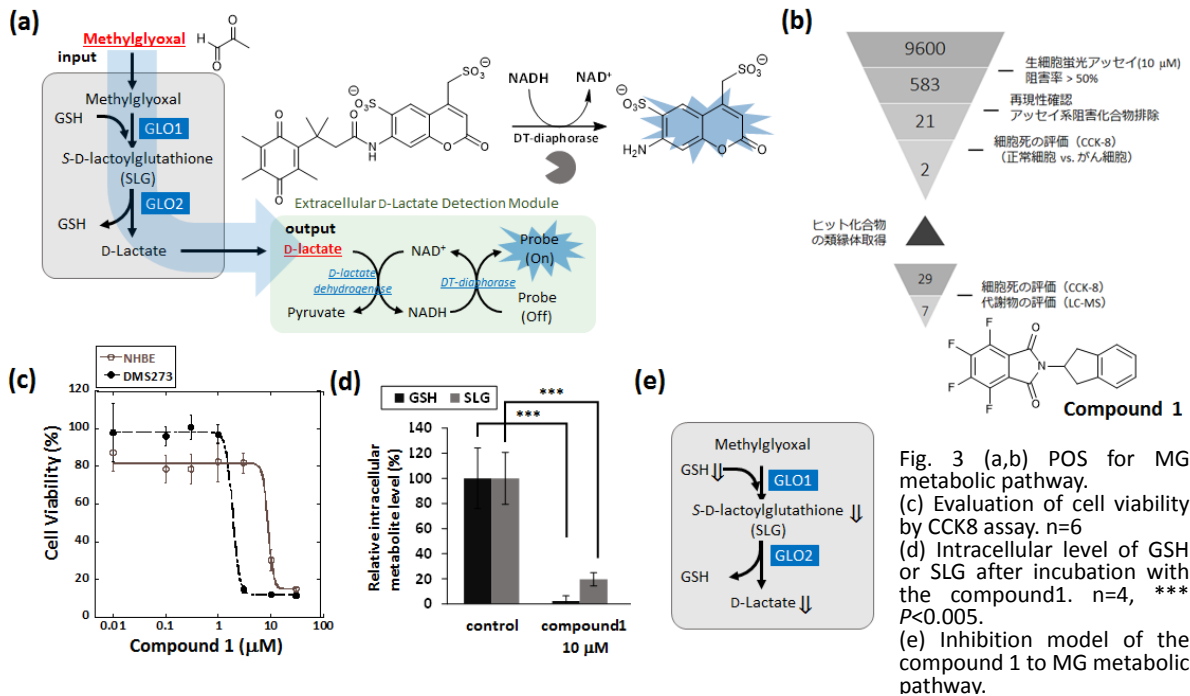 (a)
Methylglyoxal
input
H
O
O
Methylglyoxal
GSH
GLO1
S-D-lactoylglutathione
(SLG)
GLO2
GSH
D-Lactate
O
O
O
N
H
SO₃⁻
SO₃⁻
O
O
NADH
NAD⁺
DT-diaphorase
SO₃⁻
SO₃⁻
H₂N
O
O
Extracellular D-Lactate Detection Module
output
D-lactate
NAD⁺
Probe
(On)
D-lactate
dehydrogenase
DT-diaphorase
Pyruvate
NADH
Probe
(Off)
(b)
9600
583
21
2
生細胞蛍光アッセイ(10 μM)
阻害率 > 50%
再現性確認
アッセイ系阻害化合物排除
細胞死の評価（CCK-8）
（正常細胞 vs. がん細胞）
ヒット化合物
の類縁体取得
29
7
細胞死の評価（CCK-8）
代謝物の評価（LC-MS）
F
F
F
F
O
N
O
Compound 1
(c)
NHBE
DMS273
120
100
80
60
40
20
0
Cell Viability (%)
0.01
0.1
1
10
100
Compound 1 (μM)
(d)
GSH
SLG
***
***
140
120
100
80
60
40
20
0
Relative intracellular
metabolite level(%)
control
compound1
10 μM
(e)
Methylglyoxal
GSH⇓
GLO1
S-D-lactoylglutathione ⇓
(SLG)
GLO2
GSH
D-Lactate ⇓
Fig. 3 (a,b) POS for MG
metabolic pathway.
(c) Evaluation of cell viability
by CCK8 assay. n=6
(d) Intracellular level of GSH
or SLG after incubation with
the compound1. n=4, ***
P<0.005.
(e) Inhibition model of the
compound 1 to MG metabolic
pathway.